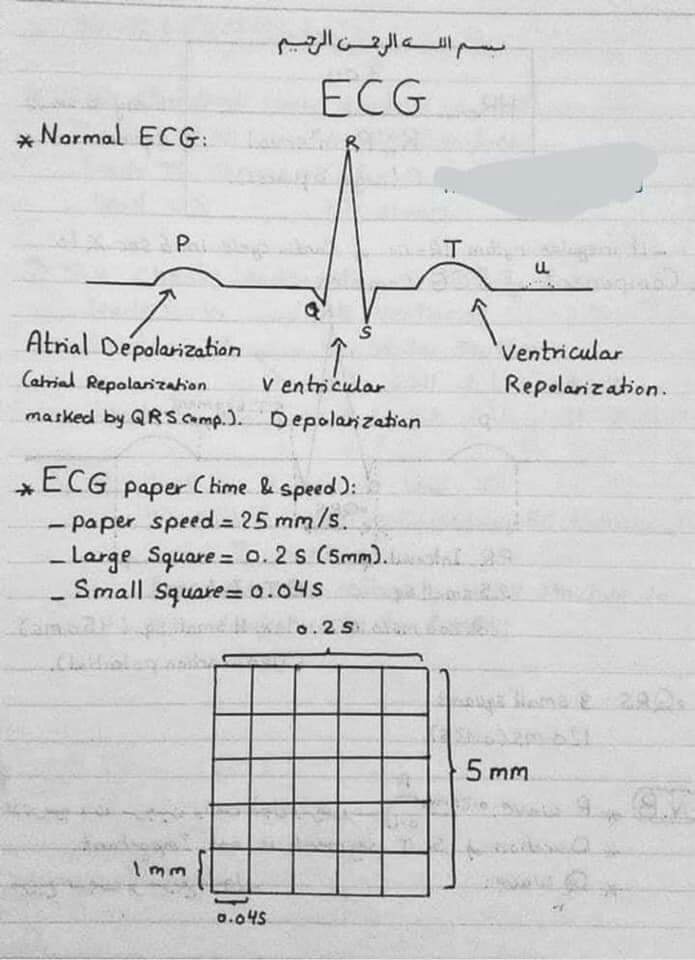 بسم الله الرحمن الرحيم
ECG
* Normal ECG:
R
P
T
u
Q
S
Atrial Depolarization
(atrial Repolarization
masked by QRS comp.).
ventricular
Depolarization
Ventricular
Repolarization.
* ECG paper (time & speed):
- paper speed = 25 mm/s.
- Large Square = 0.2 s (5mm).
- Small Square = 0.04s
0.2 s
5 mm
1 mm
0.04s